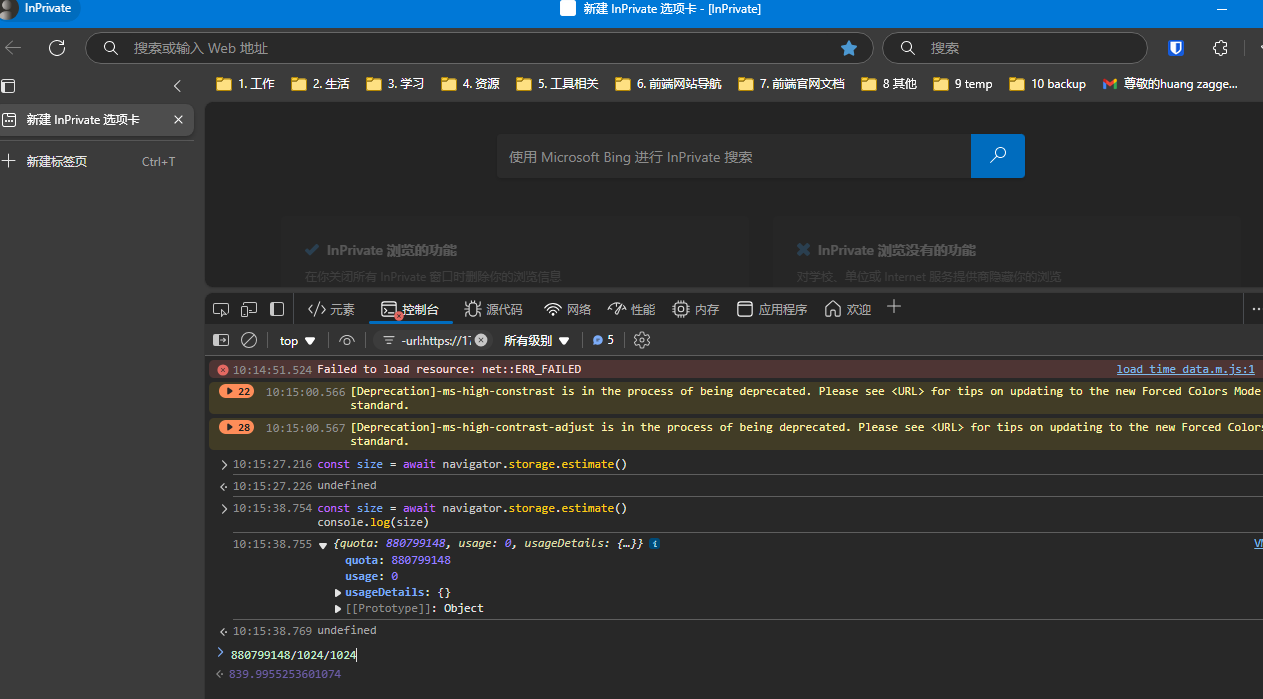 InPrivate
新建 InPrivate 选项卡 - [InPrivate]
搜索或输入 Web 地址
搜索
1. 工作
2. 生活
3. 学习
4. 资源
5. 工具相关
6. 前端网站导航
7. 前端官网文档
8 其他
9 temp
10 backup
尊敬的huang zagge...
新建 InPrivate 选项卡
新建标签页 Ctrl+T
使用 Microsoft Bing 进行 InPrivate 搜索
InPrivate 浏览的功能
在你关闭所有 InPrivate 窗口时删除你的浏览信息
InPrivate 浏览没有的功能
对学校、单位或 Internet 服务提供商隐藏你的浏览
元素
控制台
源代码
网络
性能
内存
应用程序
欢迎
top
-url:https://17
所有级别
5
10:14:51.524 Failed to load resource: net::ERR_FAILED load_time_data.m.js:1
22 10:15:00.566 [Deprecation]-ms-high-constrast is in the process of being deprecated. Please see <URL> for tips on updating to the new Forced Colors Mode
standard.
28 10:15:00.567 [Deprecation]-ms-high-contrast-adjust is in the process of being deprecated. Please see <URL> for tips on updating to the new Forced Colors
standard.
10:15:27.216 const size = await navigator.storage.estimate()
10:15:27.226 undefined
10:15:38.754 const size = await navigator.storage.estimate()
console.log(size)
10:15:38.755 {quota: 880799148, usage: 0, usageDetails: {…}} VM
quota: 880799148
usage: 0
usageDetails: {}
[[Prototype]]: Object
10:15:38.769 undefined
880799148/1024/1024
839.9955253601074